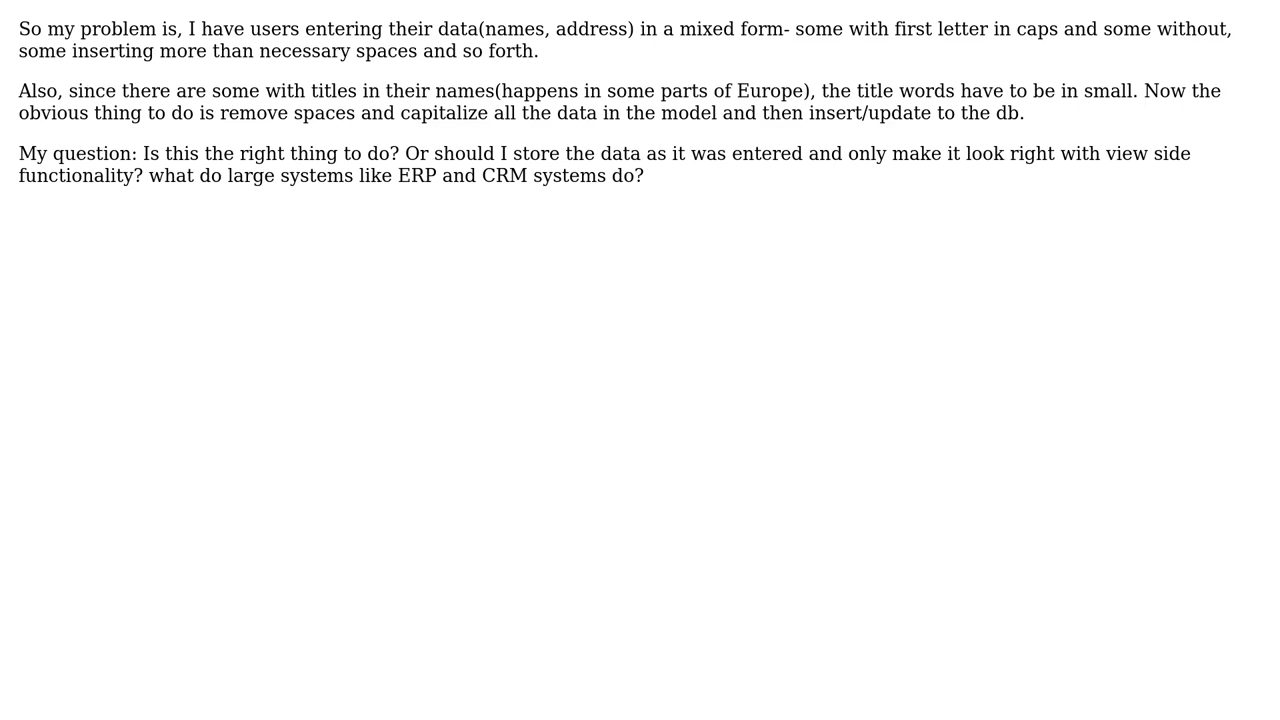 So my problem is, I have users entering their data(names, address) in a mixed form- some with first letter in caps and some without,
some inserting more than necessary spaces and so forth.
Also, since there are some with titles in their names(happens in some parts of Europe), the title words have to be in small. Now the
obvious thing to do is remove spaces and capitalize all the data in the model and then insert/update to the db.
My question: Is this the right thing to do? Or should I store the data as it was entered and only make it look right with view side
functionality? what do large systems like ERP and CRM systems do?